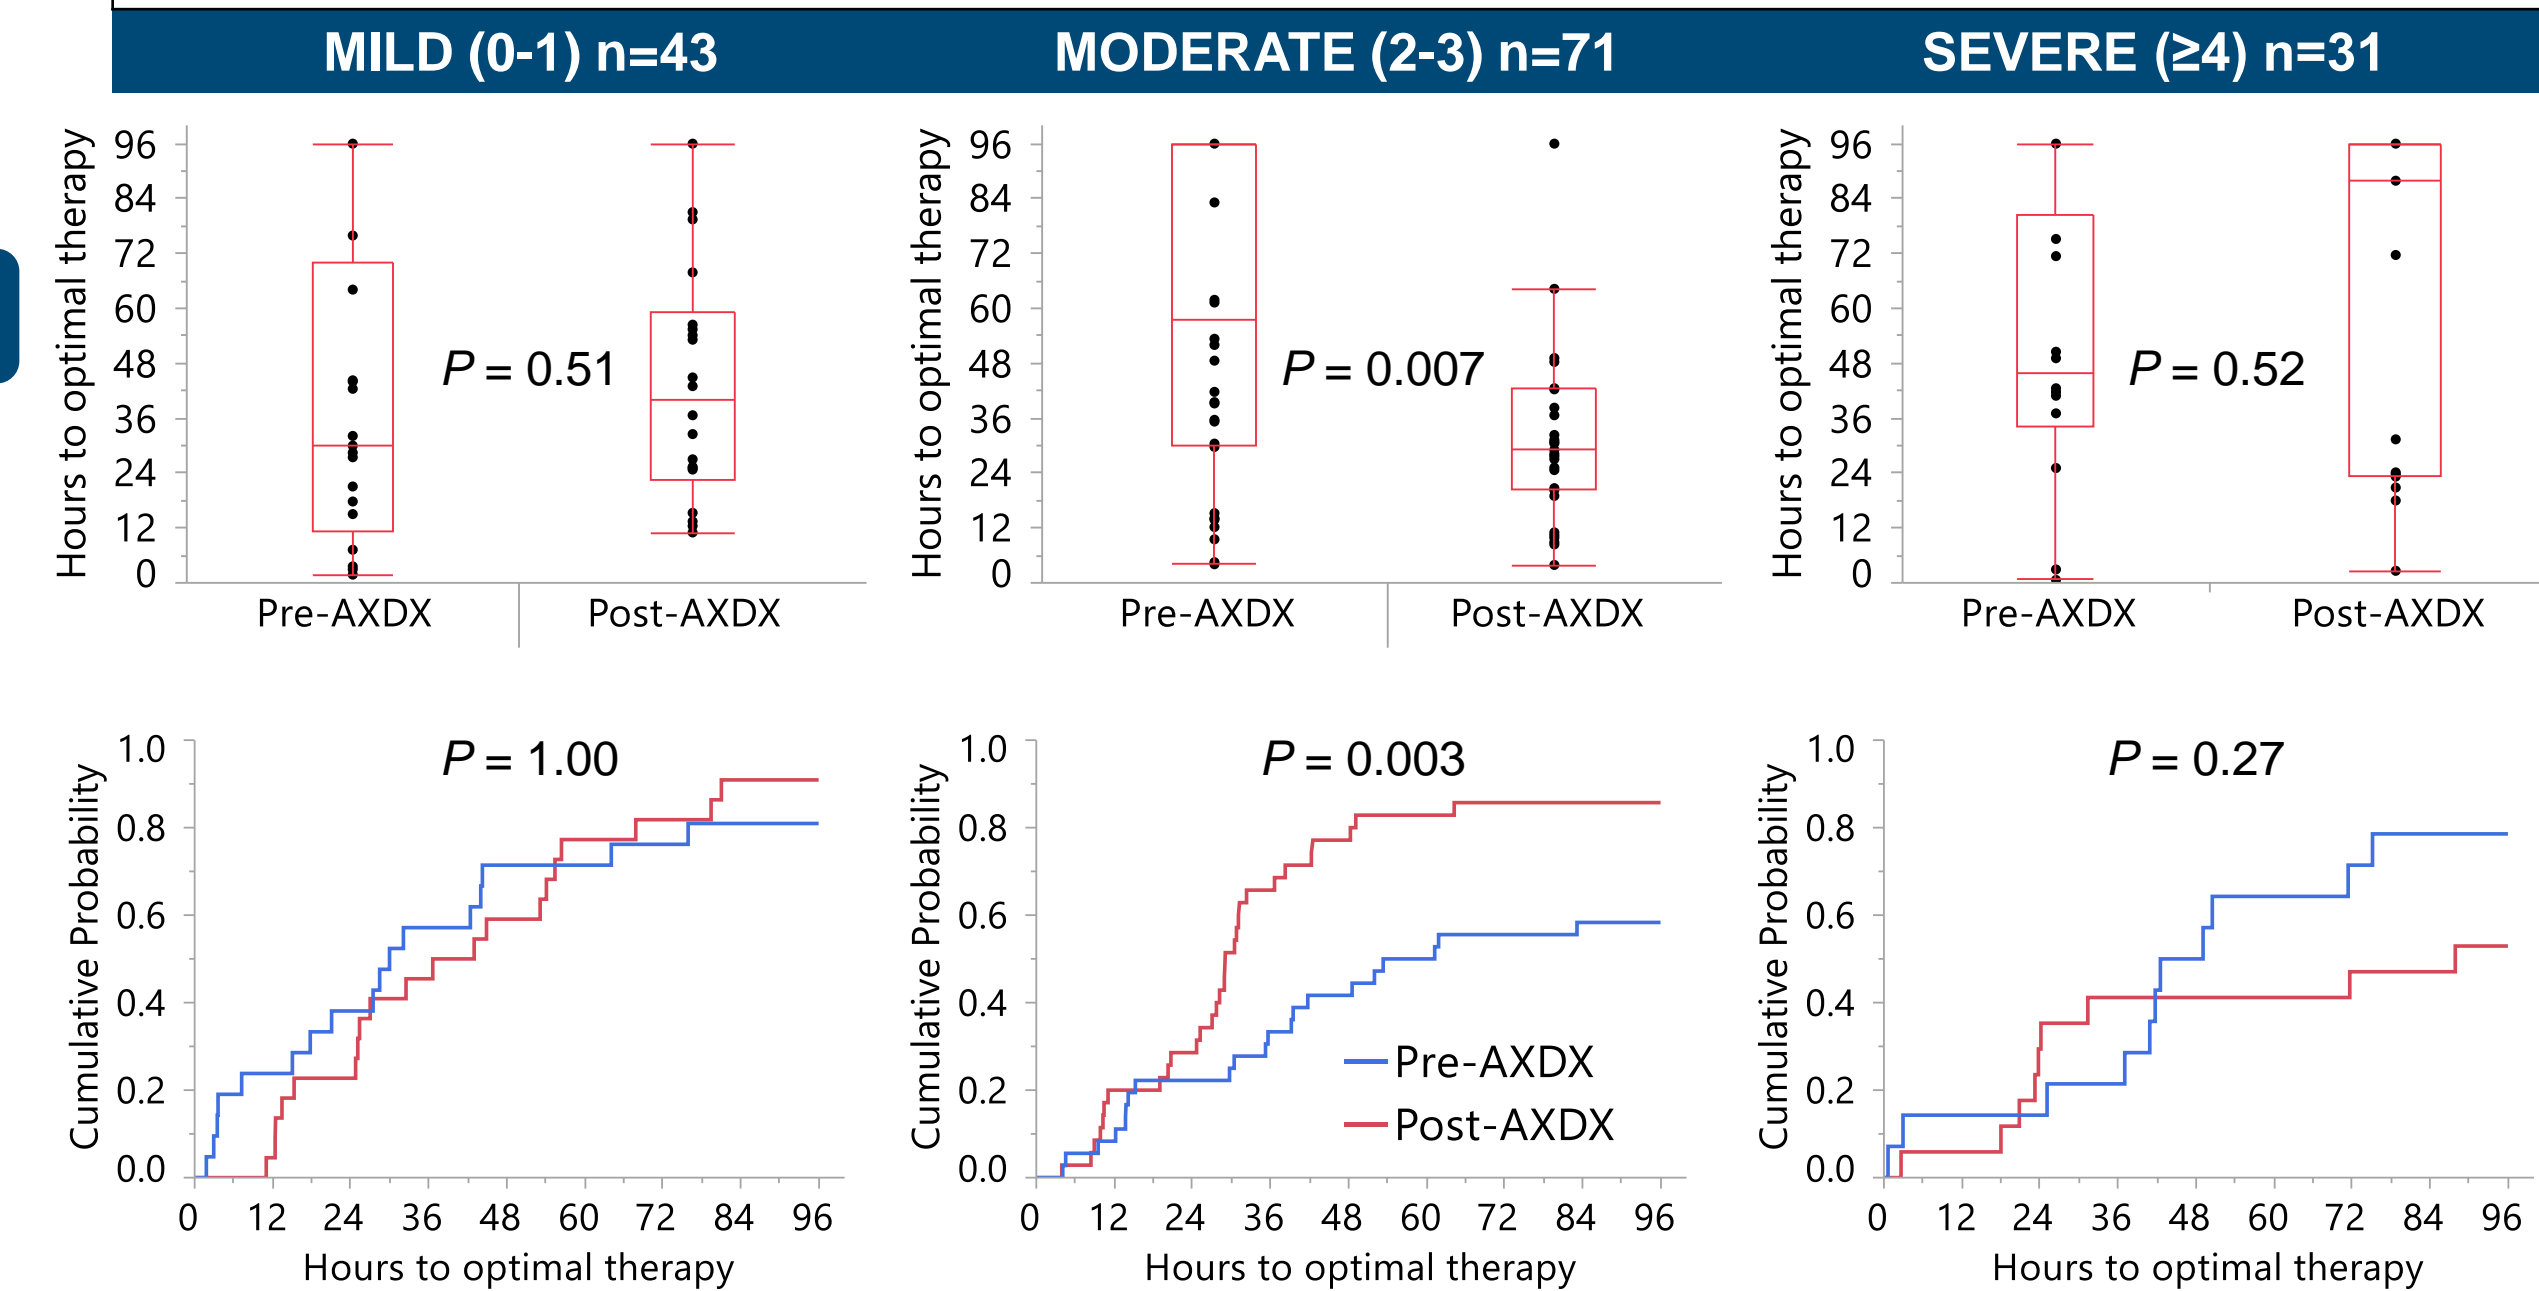 MILD (0-1) n=43
MODERATE (2-3) n=71
SEVERE (≥4) n=31
Hours to optimal therapy
96
84
72
60
48
36
24
12
0
P = 0.51
Pre-AXDX
Post-AXDX
Hours to optimal therapy
96
84
72
60
48
36
24
12
0
P = 0.007
Pre-AXDX
Post-AXDX
Hours to optimal therapy
96
84
72
60
48
36
24
12
0
P = 0.52
Pre-AXDX
Post-AXDX
Cumulative Probability
1.0
0.8
0.6
0.4
0.2
0.0
P = 1.00
0 12 24 36 48 60 72 84 96
Hours to optimal therapy
Cumulative Probability
1.0
0.8
0.6
0.4
0.2
0.0
P = 0.003
Pre-AXDX
Post-AXDX
0 12 24 36 48 60 72 84 96
Hours to optimal therapy
Cumulative Probability
1.0
0.8
0.6
0.4
0.2
0.0
P = 0.27
0 12 24 36 48 60 72 84 96
Hours to optimal therapy